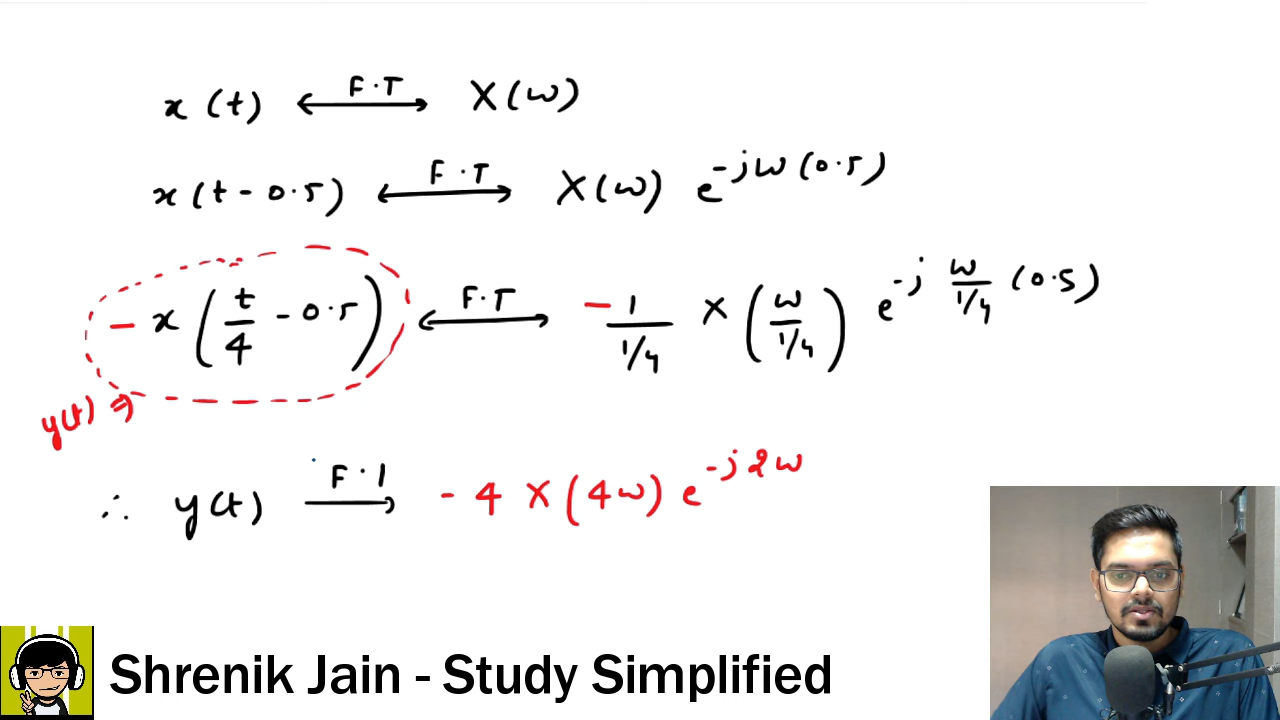 x(t) ⟷ F.T X(ω)
x(t - 0.5) ⟷ F.T X(ω) e^{-jω(0.5)}
- x(t/4 - 0.5) ⟷ F.T - 1/(1/4) X(ω/(1/4)) e^{-j ω/(1/4) (0.5)}
y(t) ⇒
∴ y(t) ⟶ F.T - 4 X(4ω) e^{-j2ω}
Shrenik Jain - Study Simplified